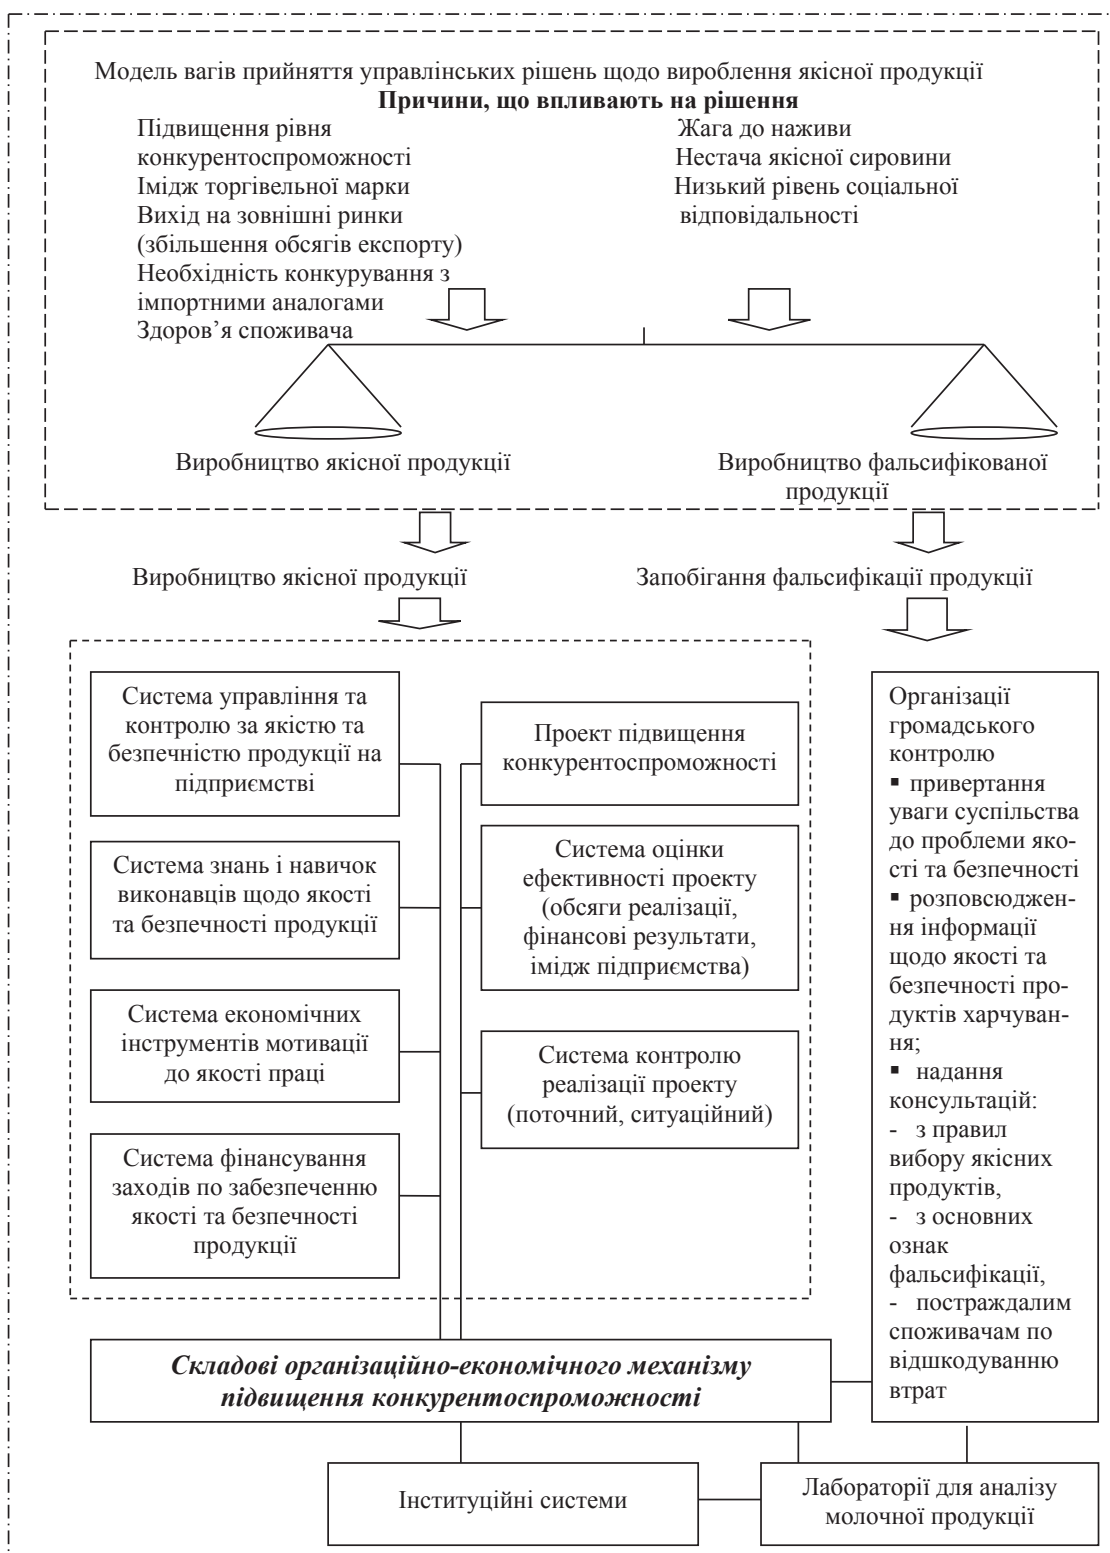 Модель вагів прийняття управлінських рішень щодо вироблення якісної продукції
Причини, що впливають на рішення
Підвищення рівня
конкурентоспроможності
Імідж торгівельної марки
Вихід на зовнішні ринки
(збільшення обсягів експорту)
Необхідність конкурування з
імпортними аналогами
Здоров’я споживача
Жага до наживи
Нестача якісної сировини
Низький рівень соціальної
відповідальності
Виробництво якісної продукції
Виробництво фальсифікованої
продукції
Виробництво якісної продукції
Запобігання фальсифікації продукції
Система управління та
контролю за якістю та
безпечністю продукції на
підприємстві
Система знань і навичок
виконавців щодо якості
та безпечності продукції
Система економічних
інструментів мотивації
до якості праці
Система фінансування
заходів по забезпеченню
якості та безпечності
продукції
Проект підвищення
конкурентоспроможності
Система оцінки
ефективності проекту
(обсяги реалізації,
фінансові результати,
імідж підприємства)
Система контролю
реалізації проекту
(поточний, ситуаційний)
Організації
громадського
контролю
▪ привертання
уваги суспільства
до проблеми яко-
сті та безпечності
▪ розповсюджен-
ня інформації
щодо якості та
безпечності про-
дуктів харчуван-
ня;
▪ надання
консультацій:
- з правил
вибору якісних
продуктів,
- з основних
ознак
фальсифікації,
- постраждалим
споживачам по
відшкодуванню
втрат
Складові організаційно-економічного механізму
підвищення конкурентоспроможності
Інституційні системи
Лабораторії для аналізу
молочної продукції